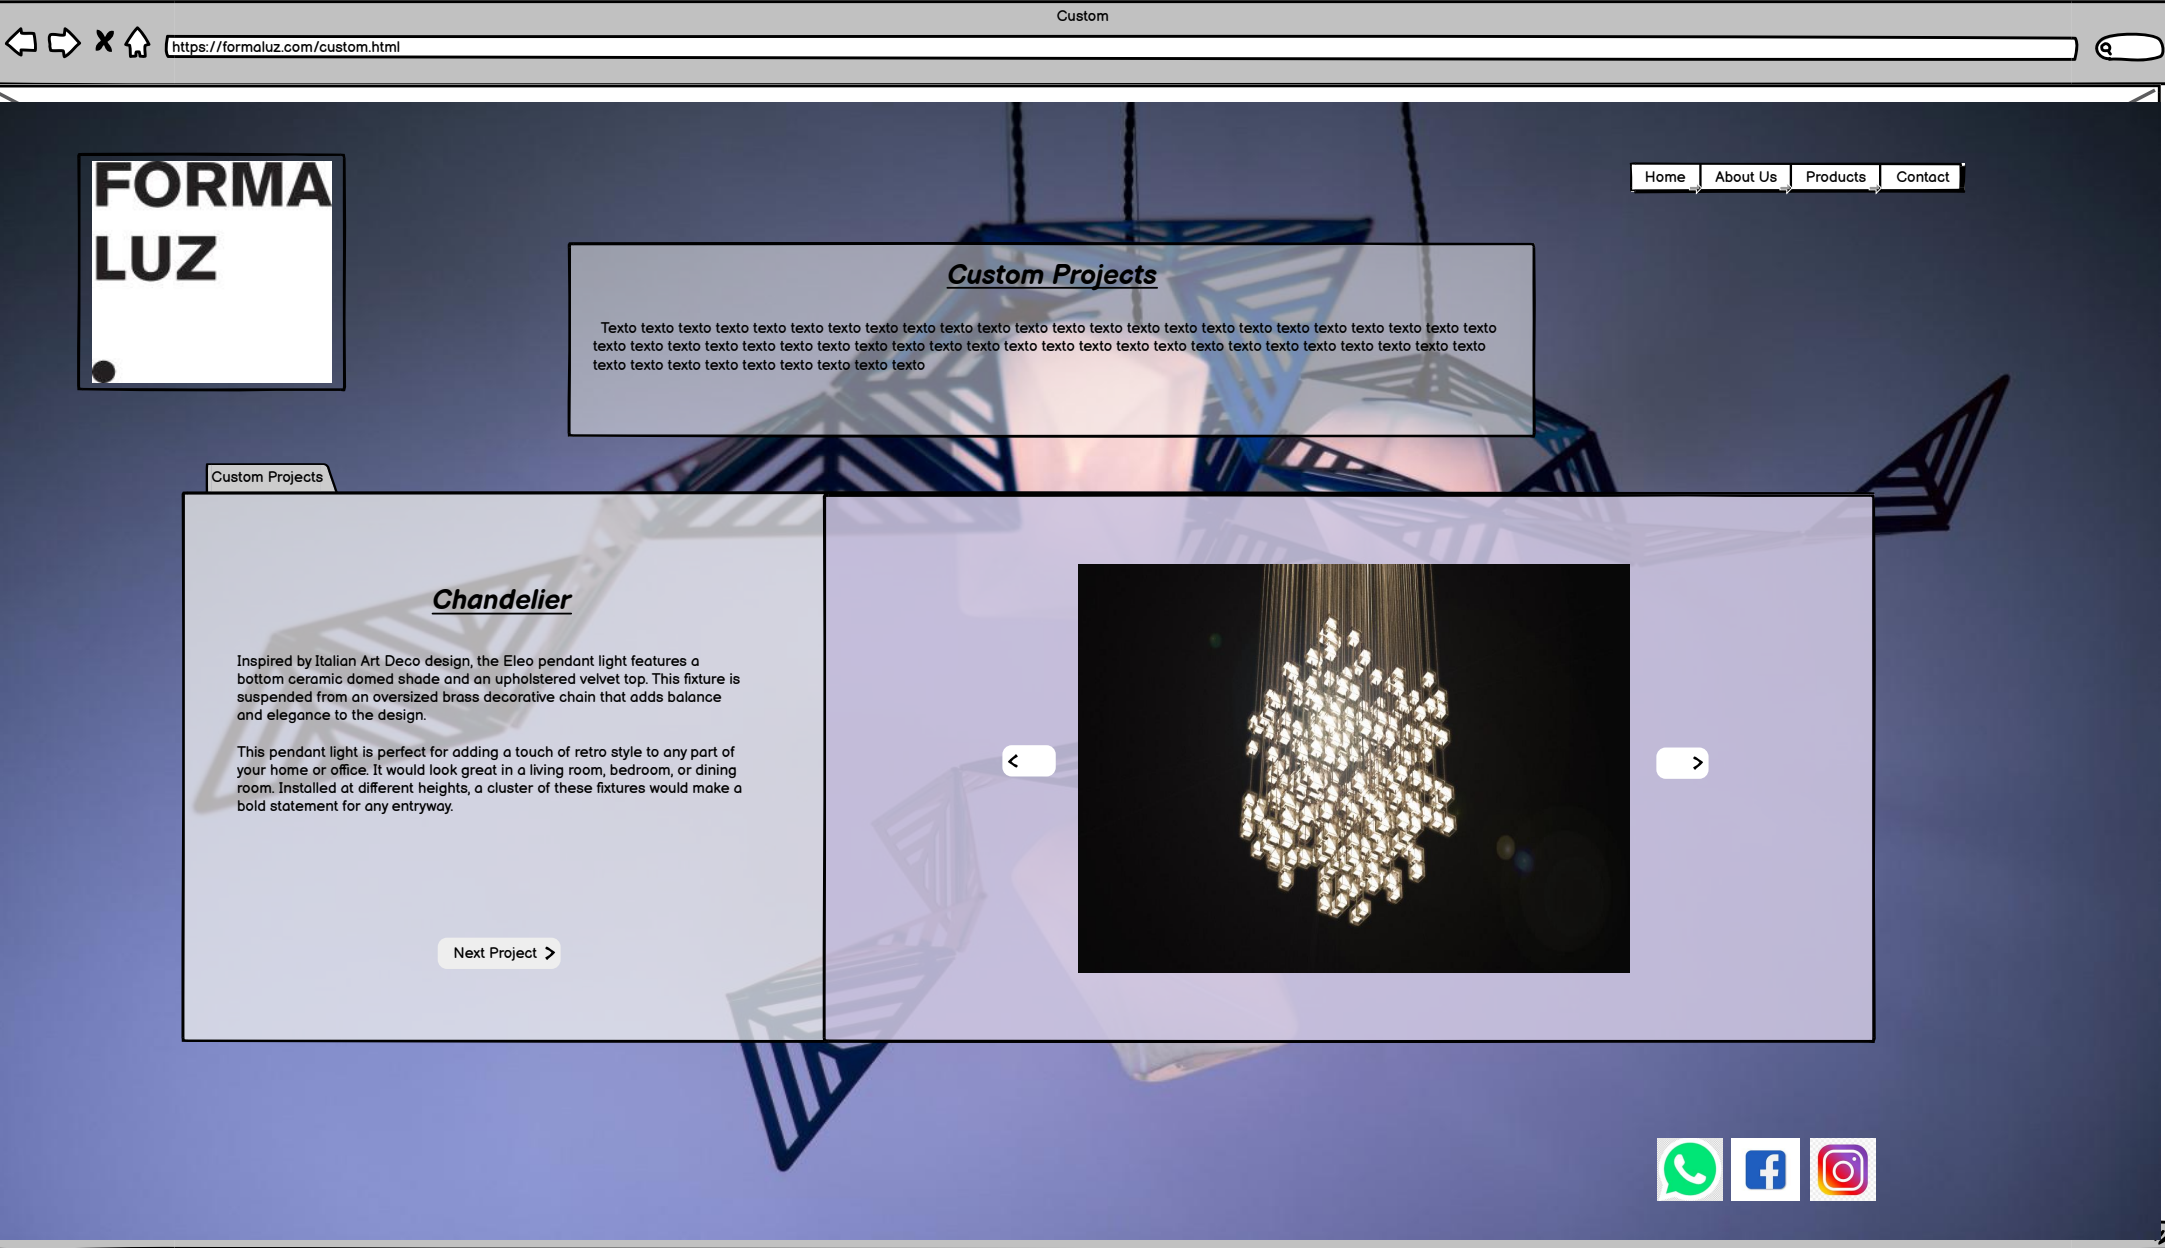 Custom
https://formaluz.com/custom.html
FORMA
LUZ
Home About Us Products Contact
Custom Projects
Texto texto texto texto texto texto texto texto texto texto texto texto texto texto texto texto texto texto texto texto texto texto texto texto
texto texto texto texto texto texto texto texto texto texto texto texto texto texto texto texto texto texto texto texto texto texto texto texto
texto texto texto texto texto texto texto texto texto
Custom Projects
Chandelier
Inspired by Italian Art Deco design, the Eleo pendant light features a
bottom ceramic domed shade and an upholstered velvet top. This fixture is
suspended from an oversized brass decorative chain that adds balance
and elegance to the design.
This pendant light is perfect for adding a touch of retro style to any part of
your home or office. It would look great in a living room, bedroom, or dining
room. Installed at different heights, a cluster of these fixtures would make a
bold statement for any entryway.
<
>
Next Project >